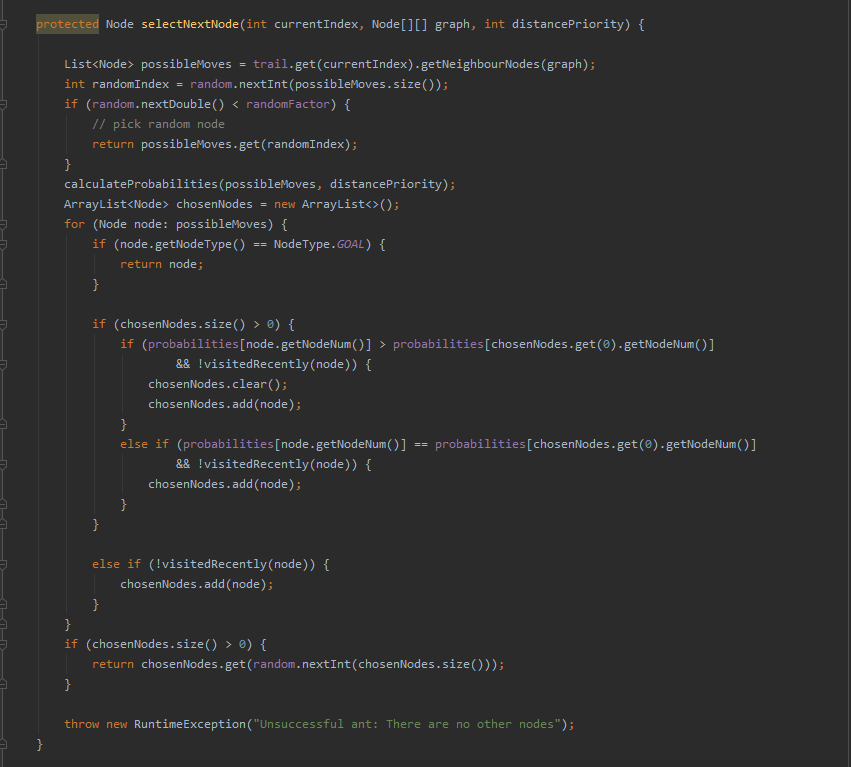 protected Node selectNextNode(int currentIndex, Node[][] graph, int distancePriority) {
List<Node> possibleMoves = trail.get(currentIndex).getNeighbourNodes(graph);
int randomIndex = random.nextInt(possibleMoves.size());
if (random.nextDouble() < randomFactor) {
// pick random node
return possibleMoves.get(randomIndex);
}
calculateProbabilities(possibleMoves, distancePriority);
ArrayList<Node> chosenNodes = new ArrayList<>();
for (Node node: possibleMoves) {
if (node.getNodeType() == NodeType.GOAL) {
return node;
}
if (chosenNodes.size() > 0) {
if (probabilities[node.getNodeNum()] > probabilities[chosenNodes.get(0).getNodeNum()]
&& !visitedRecently(node)) {
chosenNodes.clear();
chosenNodes.add(node);
}
else if (probabilities[node.getNodeNum()] == probabilities[chosenNodes.get(0).getNodeNum()]
&& !visitedRecently(node)) {
chosenNodes.add(node);
}
}
else if (!visitedRecently(node)) {
chosenNodes.add(node);
}
}
if (chosenNodes.size() > 0) {
return chosenNodes.get(random.nextInt(chosenNodes.size()));
}
throw new RuntimeException("Unsuccessful ant: There are no other nodes");
}